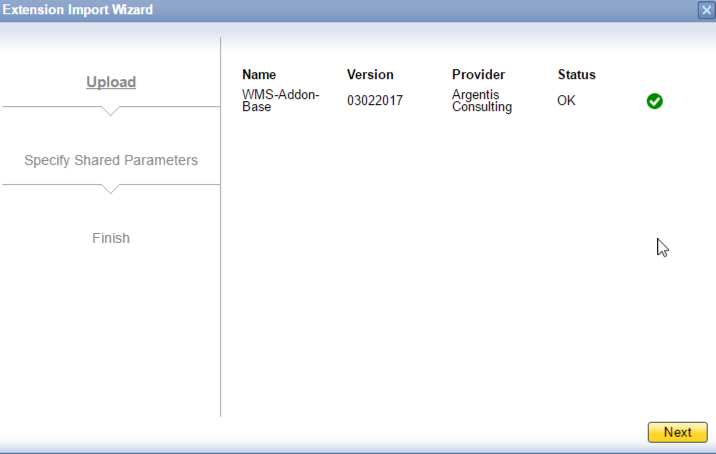 Extension Import Wizard
Upload
Specify Shared Parameters
Finish
Name Version Provider Status
WMS-Addon-Base 03022017 Argentis Consulting OK
Next